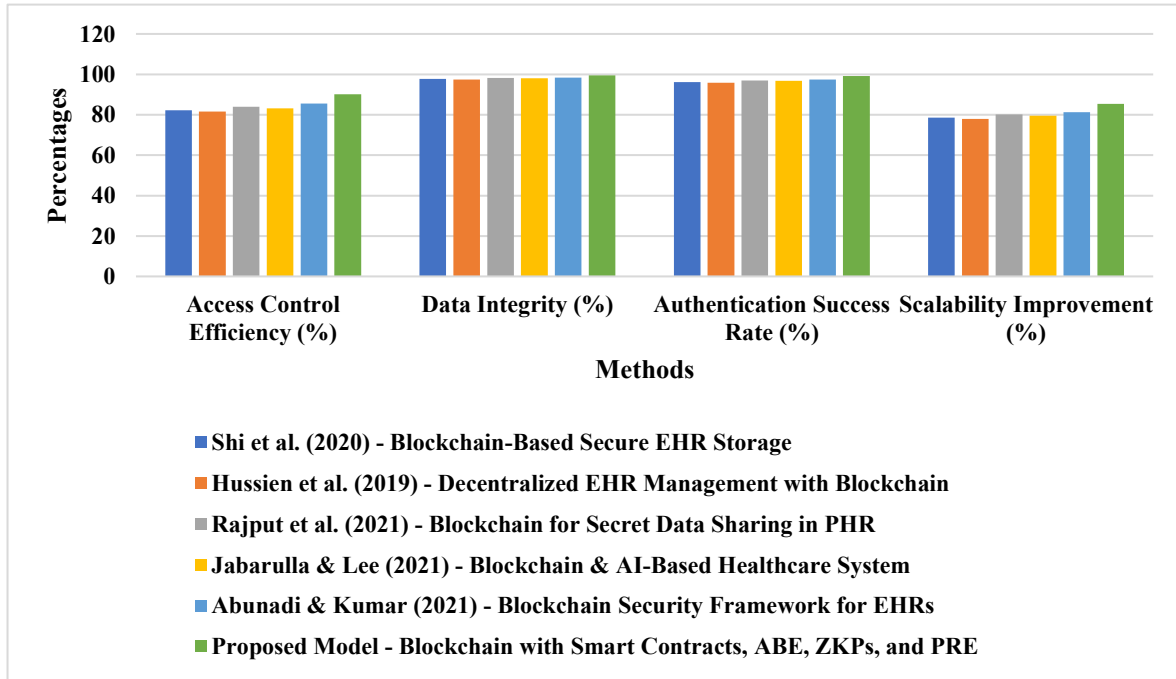 120
100
80
60
40
20
0
Percentages
Access Control
Efficiency (%)
Data Integrity (%)
Authentication Success
Rate (%)
Scalability Improvement
(%)
Methods
Shi et al. (2020) - Blockchain-Based Secure EHR Storage
Hussien et al. (2019) - Decentralized EHR Management with Blockchain
Rajput et al. (2021) - Blockchain for Secret Data Sharing in PHR
Jabarulla & Lee (2021) - Blockchain & AI-Based Healthcare System
Abunadi & Kumar (2021) - Blockchain Security Framework for EHRs
Proposed Model - Blockchain with Smart Contracts, ABE, ZKPs, and PRE